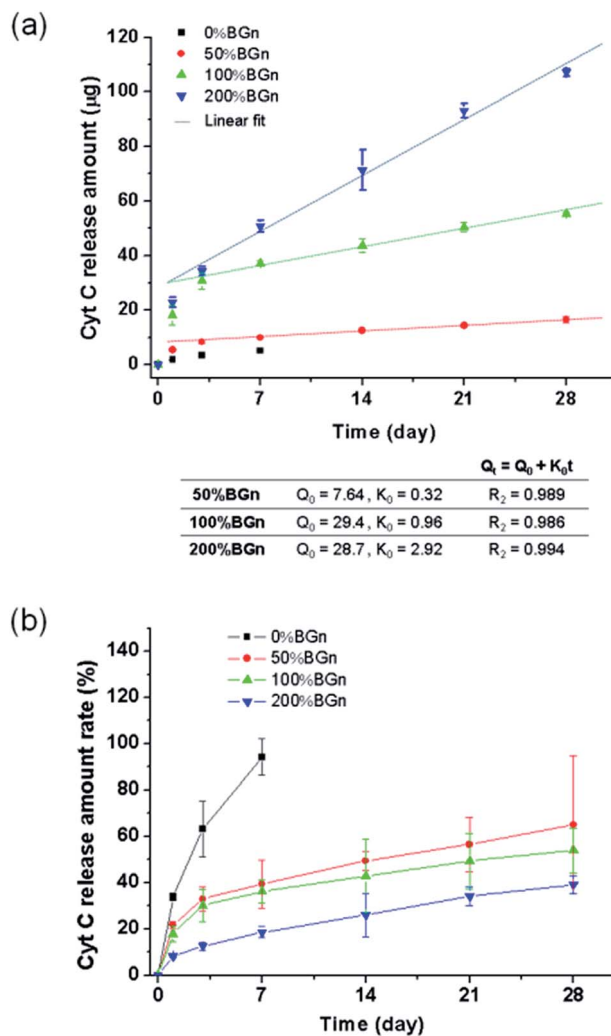 (a)
0%BGn
50%BGn
100%BGn
200%BGn
Linear fit
Cyt C release amount (μg)
120
100
80
60
40
20
0
0 7 14 21 28
Time (day)
Qt = Q0 + K0t
50%BGn Q0 = 7.64 , K0 = 0.32 R2 = 0.989
100%BGn Q0 = 29.4 , K0 = 0.96 R2 = 0.986
200%BGn Q0 = 28.7 , K0 = 2.92 R2 = 0.994
(b)
0%BGn
50%BGn
100%BGn
200%BGn
Cyt C release amount rate (%)
140
120
100
80
60
40
20
0
0 7 14 21 28
Time (day)